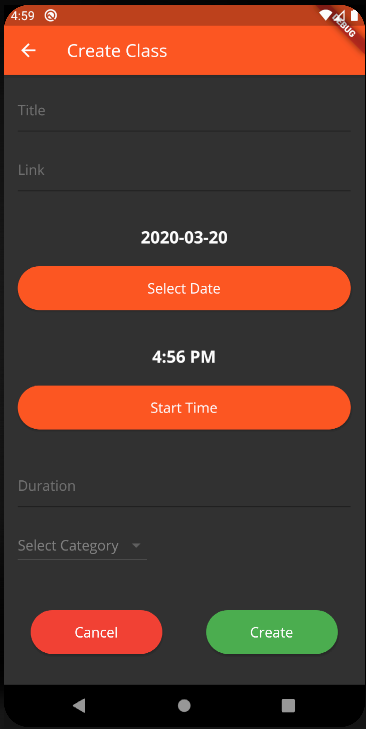 4:59
DEBUG
Create Class
Title
Link
2020-03-20
Select Date
4:56 PM
Start Time
Duration
Select Category
Cancel
Create